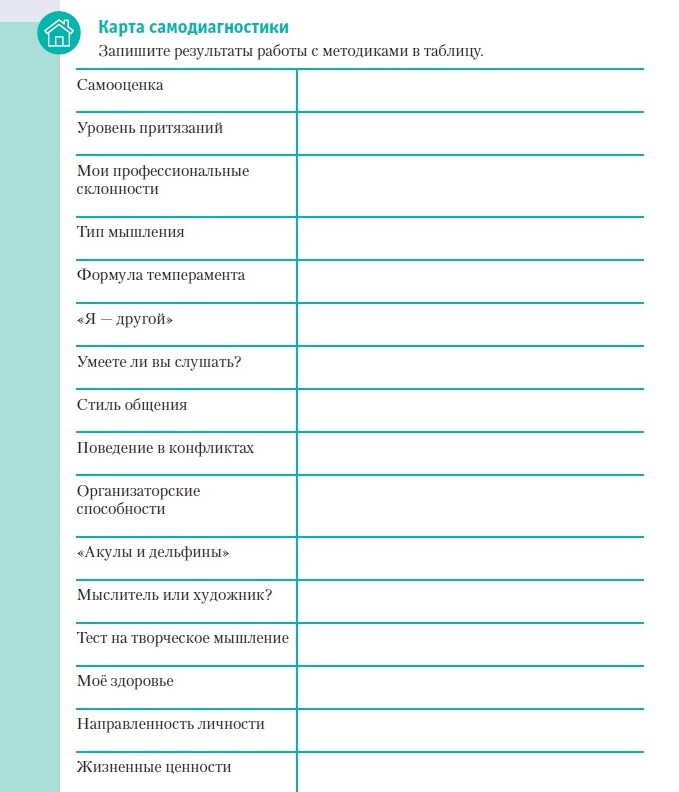 Карта самодиагностики
Запишите результаты работы с методиками в таблицу.
Самооценка
Уровень притязаний
Мои профессиональные
склонности
Тип мышления
Формула темперамента
«Я — другой»
Умеете ли вы слушать?
Стиль общения
Поведение в конфликтах
Организаторские
способности
«Акулы и дельфины»
Мыслитель или художник?
Тест на творческое мышление
Моё здоровье
Направленность личности
Жизненные ценности